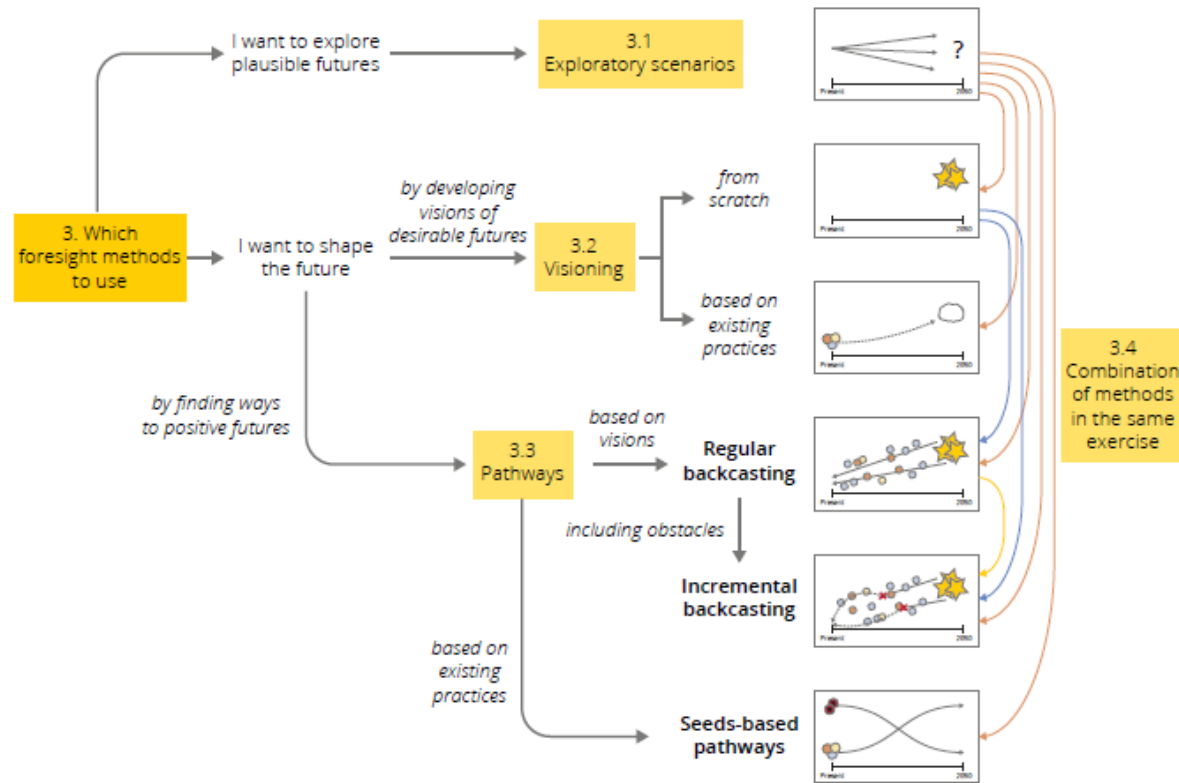 I want to explore
plausible futures
3.1
Exploratory scenarios
?
Present
2050
3. Which
foresight methods
to use
I want to shape
the future
by developing
visions of
desirable futures
3.2
Visioning
from
scratch
Present
2050
based on
existing
practices
Present
2050
by finding ways
to positive futures
3.3
Pathways
based on
visions
Regular
backcasting
Present
2050
including obstacles
Incremental
backcasting
Present
2050
based on
existing
practices
Seeds-based
pathways
Present
2050
3.4
Combination
of methods
in the same
exercise